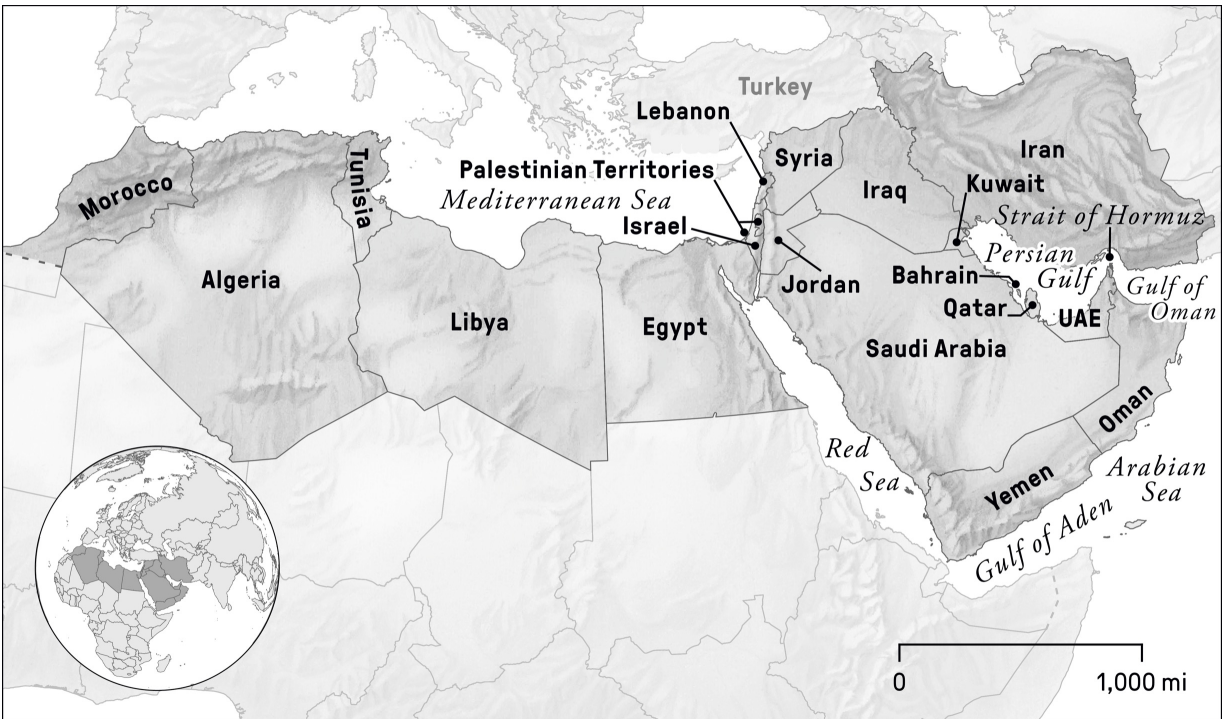 Turkey
Lebanon
Syria
Iran
Tunisia
Palestinian Territories
Morocco
Iraq
Kuwait
Mediterranean Sea
Strait of Hormuz
Israel
Persian
Gulf
Algeria
Jordan
Bahrain
Gulf of
Oman
Qatar
UAE
Libya
Egypt
Saudi Arabia
Oman
Red
Sea
Yemen
Arabian
Sea
Gulf of Aden
0
1,000 mi